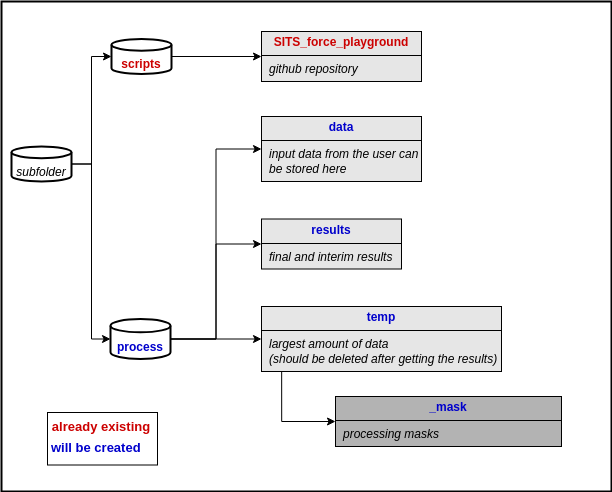 SITS_force_playground
scripts
github repository
data
input data from the user can
be stored here
subfolder
results
final and interim results
temp
process
largest amount of data
(should be deleted after getting the results)
_mask
already existing
processing masks
will be created